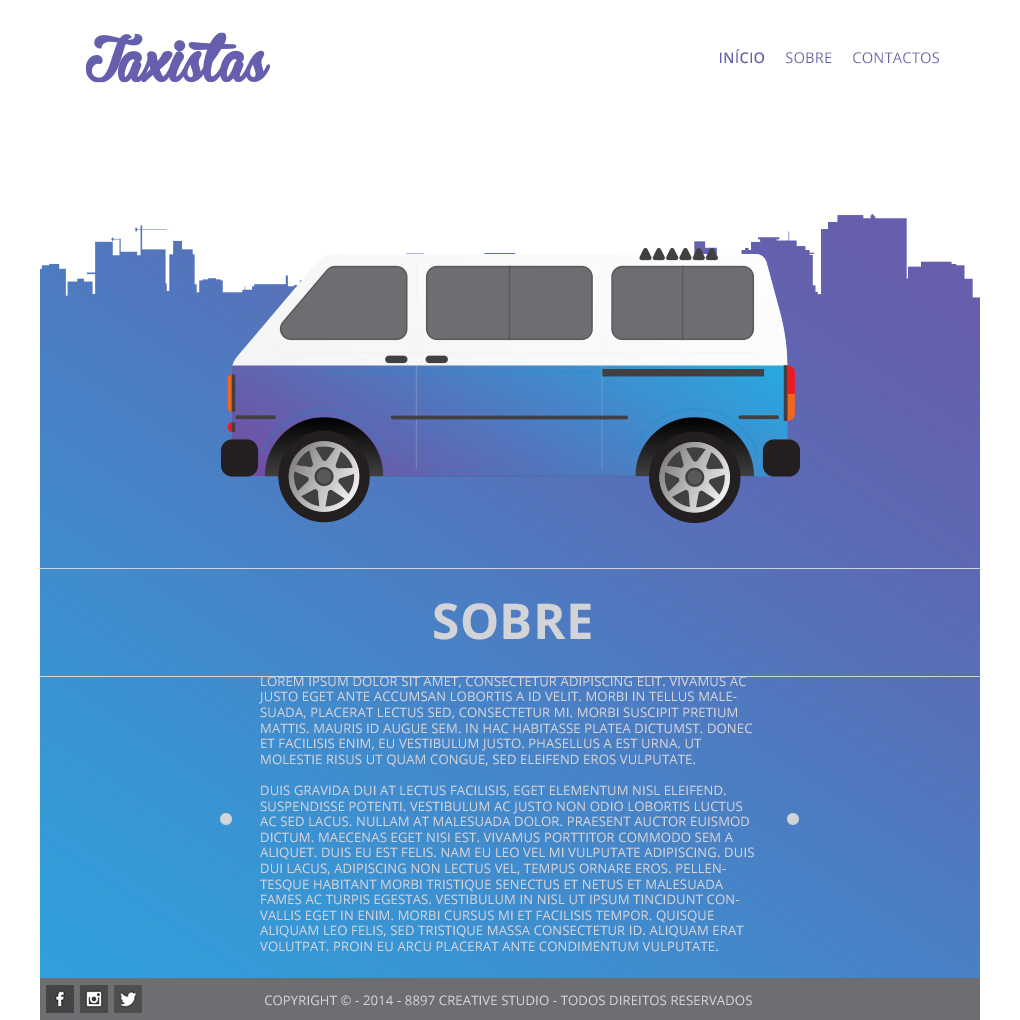 Taxistas
INÍCIO SOBRE CONTACTOS
SOBRE
LOREM IPSUM DOLOR SIT AMET, CONSECTETUR ADIPISCING ELIT. VIVAMUS AC
JUSTO EGET ANTE ACCUMSAN LOBORTIS A ID VELIT. MORBI IN TELLUS MALE-
SUADA, PLACERAT LECTUS SED, CONSECTETUR MI. MORBI SUSCIPIT PRETIUM
MATTIS. MAURIS ID AUGUE SEM. IN HAC HABITASSE PLATEA DICTUMST. DONEC
ET FACILISIS ENIM, EU VESTIBULUM JUSTO. PHASELLUS A EST URNA. UT
MOLESTIE RISUS UT QUAM CONGUE, SED ELEIFEND EROS VULPUTATE.
DUIS GRAVIDA DUI AT LECTUS FACILISIS, EGET ELEMENTUM NISL ELEIFEND.
SUSPENDISSE POTENTI. VESTIBULUM AC JUSTO NON ODIO LOBORTIS LUCTUS
AC SED LACUS. NULLAM AT MALESUADA DOLOR. PRAESENT AUCTOR EUISMOD
DICTUM. MAECENAS EGET NISI EST. VIVAMUS PORTTITOR COMMODO SEM A
ALIQUET. DUIS EU EST FELIS. NAM EU LEO VEL MI VULPUTATE ADIPISCING. DUIS
DUI LACUS, ADIPISCING NON LECTUS VEL, TEMPUS ORNARE EROS. PELLEN-
TESQUE HABITANT MORBI TRISTIQUE SENECTUS ET NETUS ET MALESUADA
FAMES AC TURPIS EGESTAS. VESTIBULUM IN NISL UT IPSUM TINCIDUNT CON-
VALLIS EGET IN ENIM. MORBI CURSUS MI ET FACILISIS TEMPOR. QUISQUE
ALIQUAM LEO FELIS, SED TRISTIQUE MASSA CONSECTETUR ID. ALIQUAM ERAT
VOLUTPAT. PROIN EU ARCU PLACERAT ANTE CONDIMENTUM VULPUTATE.
COPYRIGHT © - 2014 - 8897 CREATIVE STUDIO - TODOS DIREITOS RESERVADOS